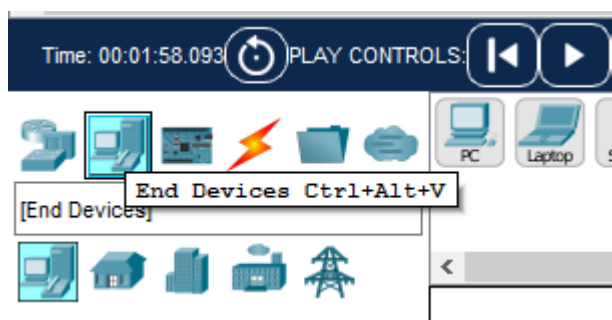 Time: 00:01:58.093 PLAY CONTROLS:
PC Laptop
End Devices Ctrl+Alt+V
[End Devices]